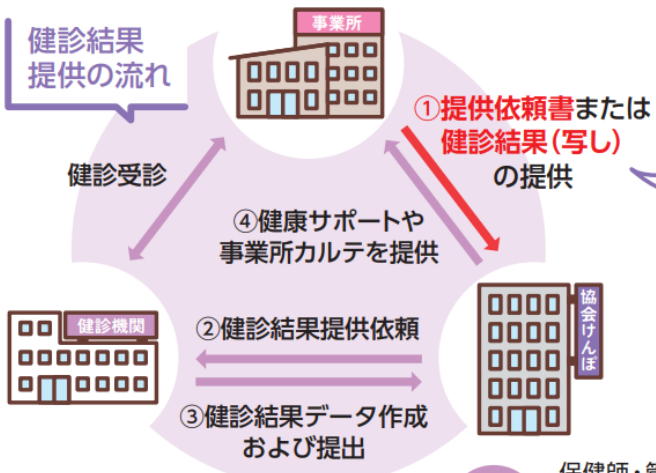 健診結果
提供の流れ
事業所
①提供依頼書または
健診結果(写し)
の提供
健診受診
④健康サポートや
事業所カルテを提供
健診機関
②健診結果提供依頼
協会けんぽ
③健診結果データ作成
および提出
保健師・管